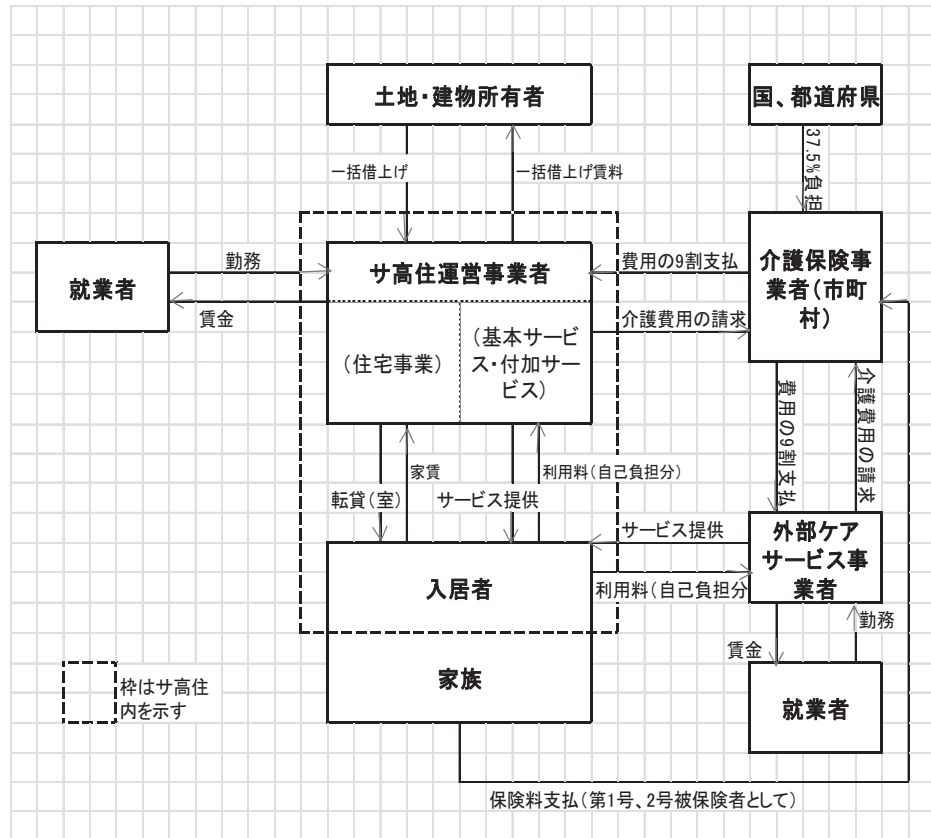 土地・建物所有者
国、都道府県
37.5%負担
一括借上げ
一括借上げ賃料
就業者
勤務
賃金
サ高住運営事業者
(住宅事業)
(基本サービ
ス・付加サー
ビス)
費用の9割支払
介護費用の請求
介護保険事
業者(市町
村)
費用の9割支払
介護費用の請求
転貸(室)
家賃
サービス提供
利用料(自己負担分)
サービス提供
利用料(自己負担分
外部ケア
サービス事
業者
入居者
家族
賃金
勤務
就業者
枠はサ高住
内を示す
保険料支払(第1号、2号被保険者として)